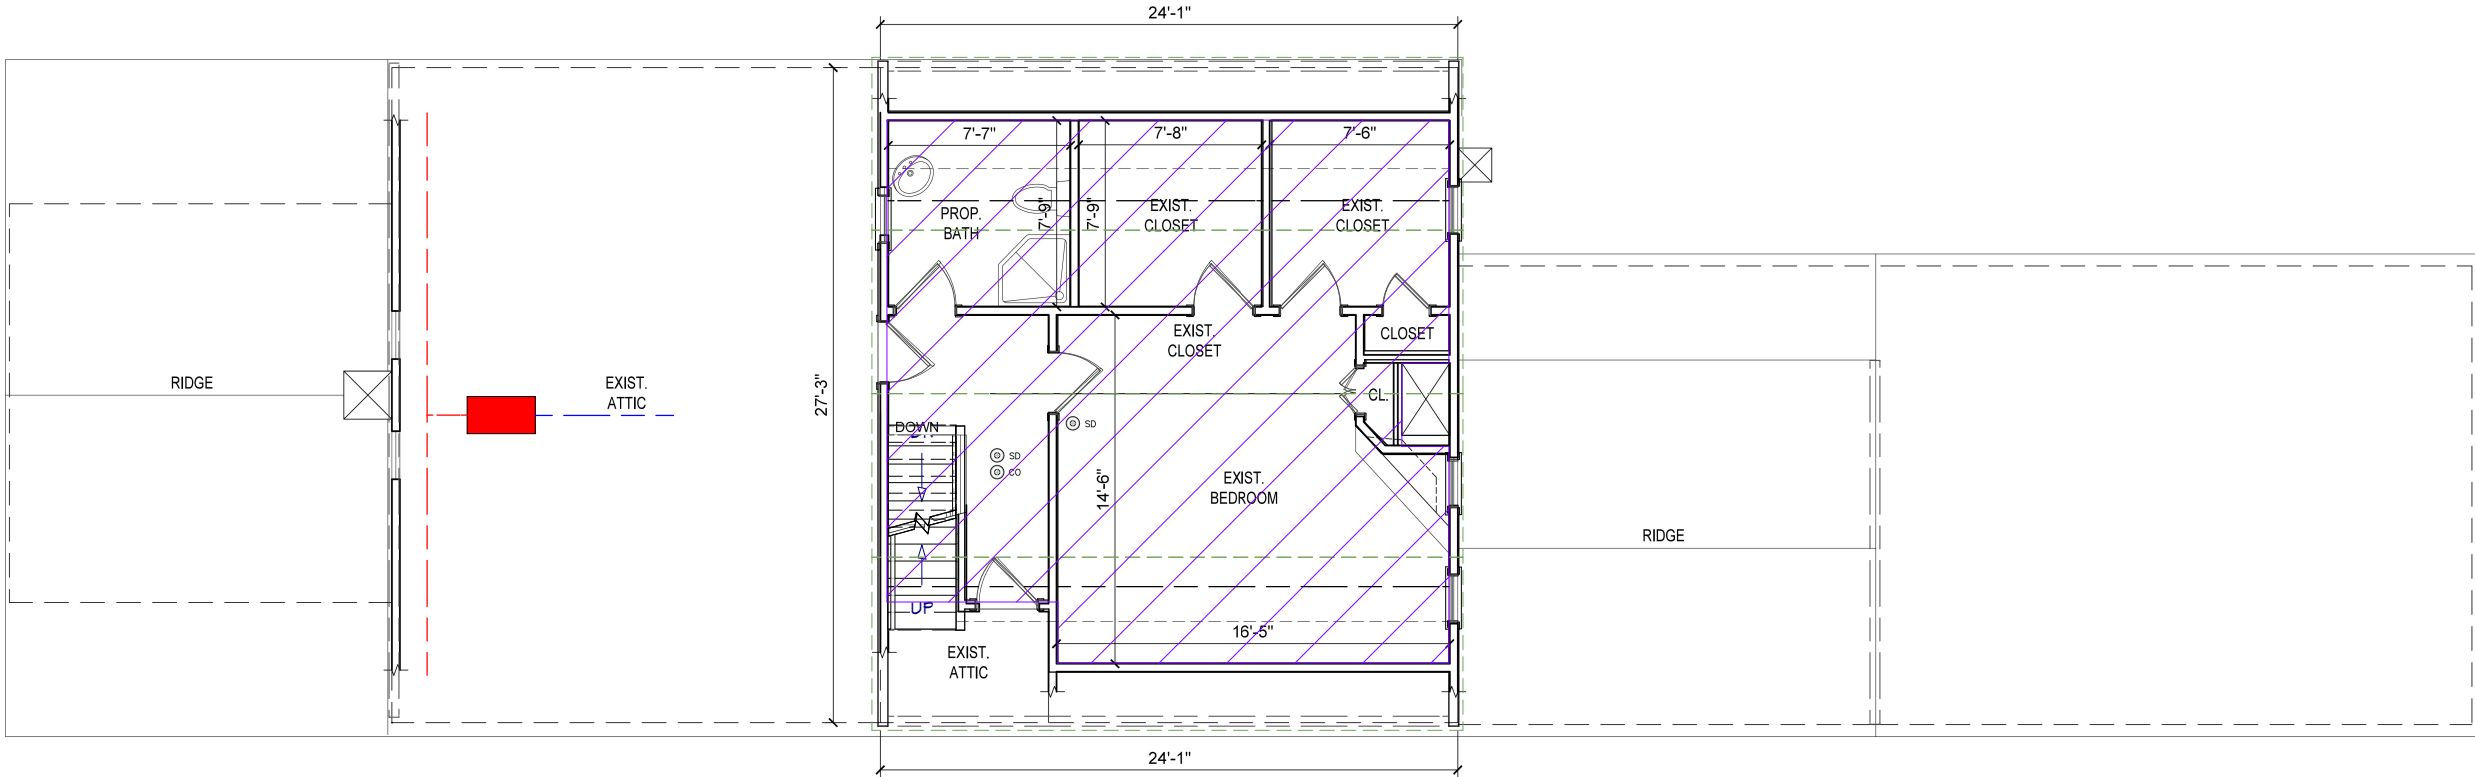 24'-1"
7'-7"
7'-8"
7'-6"
7'-9"
7'-9"
PROP.
BATH
EXIST.
CLOSET
EXIST.
CLOSET
EXIST.
CLOSET
CLOSET
RIDGE
EXIST.
ATTIC
27'-3"
CL.
DOWN
SD
SD
CO
14'-6"
EXIST.
BEDROOM
RIDGE
UP
16'-5"
EXIST.
ATTIC
24'-1"